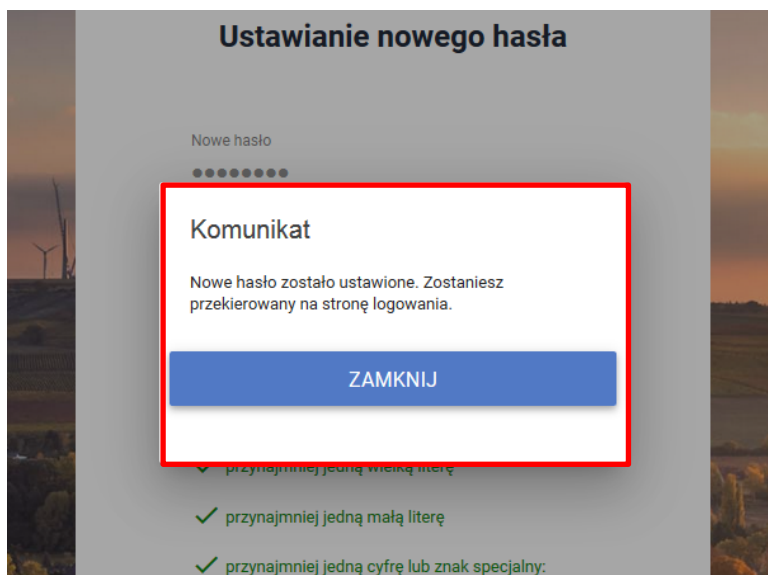 Ustawianie nowego hasła
Nowe hasło
Komunikat
Nowe hasło zostało ustawione. Zostaniesz
przekierowany na stronę logowania.
ZAMKNIJ
przynajmniej jedną wielką literę
przynajmniej jedną małą literę
przynajmniej jedną cyfrę lub znak specjalny: